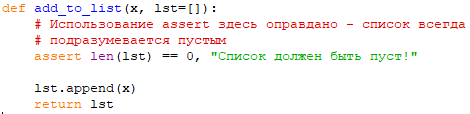 def add_to_list(x, lst=[]):
# Использование assert здесь оправдано – список всегда
# подразумевается пустым
assert len(lst) == 0, "Список должен быть пуст!"
lst.append(x)
return lst